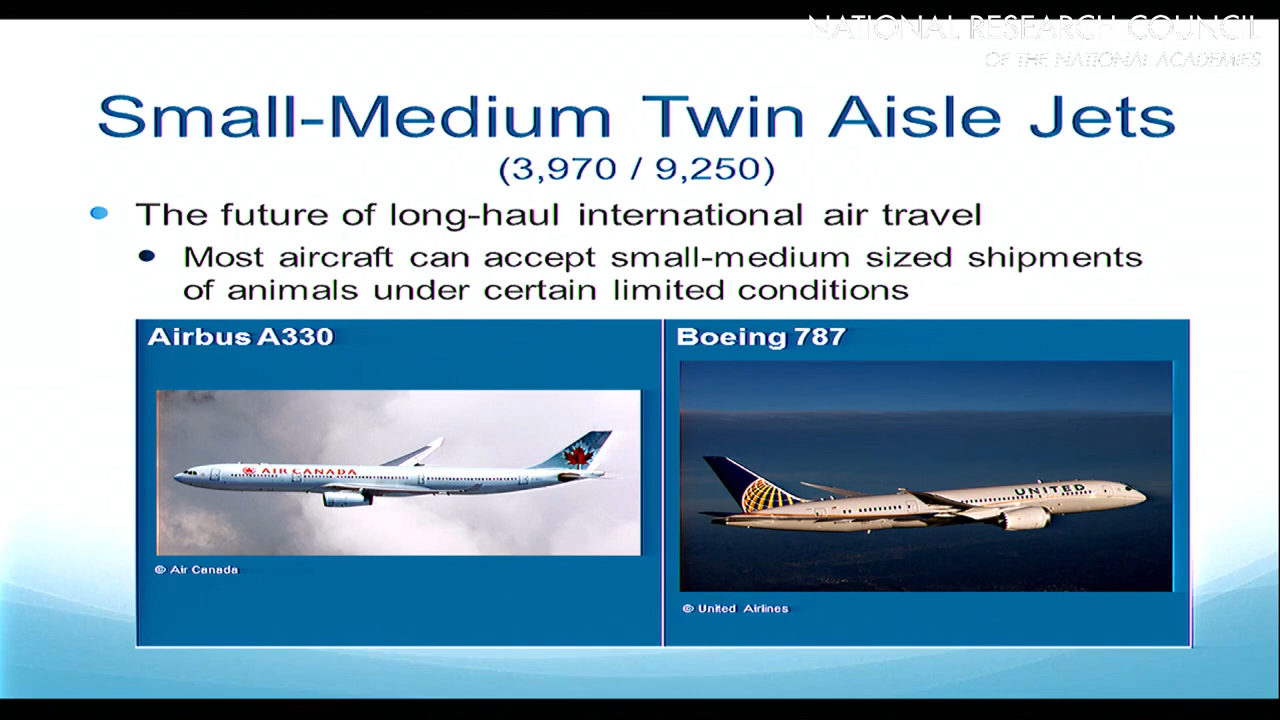 NATIONAL RESEARCH COUNCIL
OF THE NATIONAL ACADEMIES
Small-Medium Twin Aisle Jets
(3,970 / 9,250)
The future of long-haul international air travel
Most aircraft can accept small-medium sized shipments
of animals under certain limited conditions
Airbus A330
Boeing 787
AIR CANADA
UNITED
© Air Canada
© United Airlines